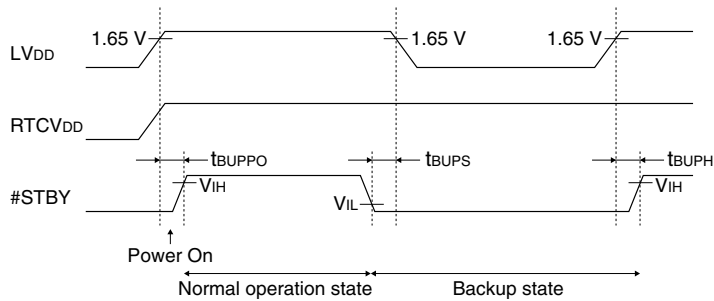 1.65 V
1.65 V
1.65 V
LVDD
RTCVDD
tBUPPO
tBUPS
tBUPH
VIH
VIL
VIH
#STBY
Power On
Normal operation state
Backup state